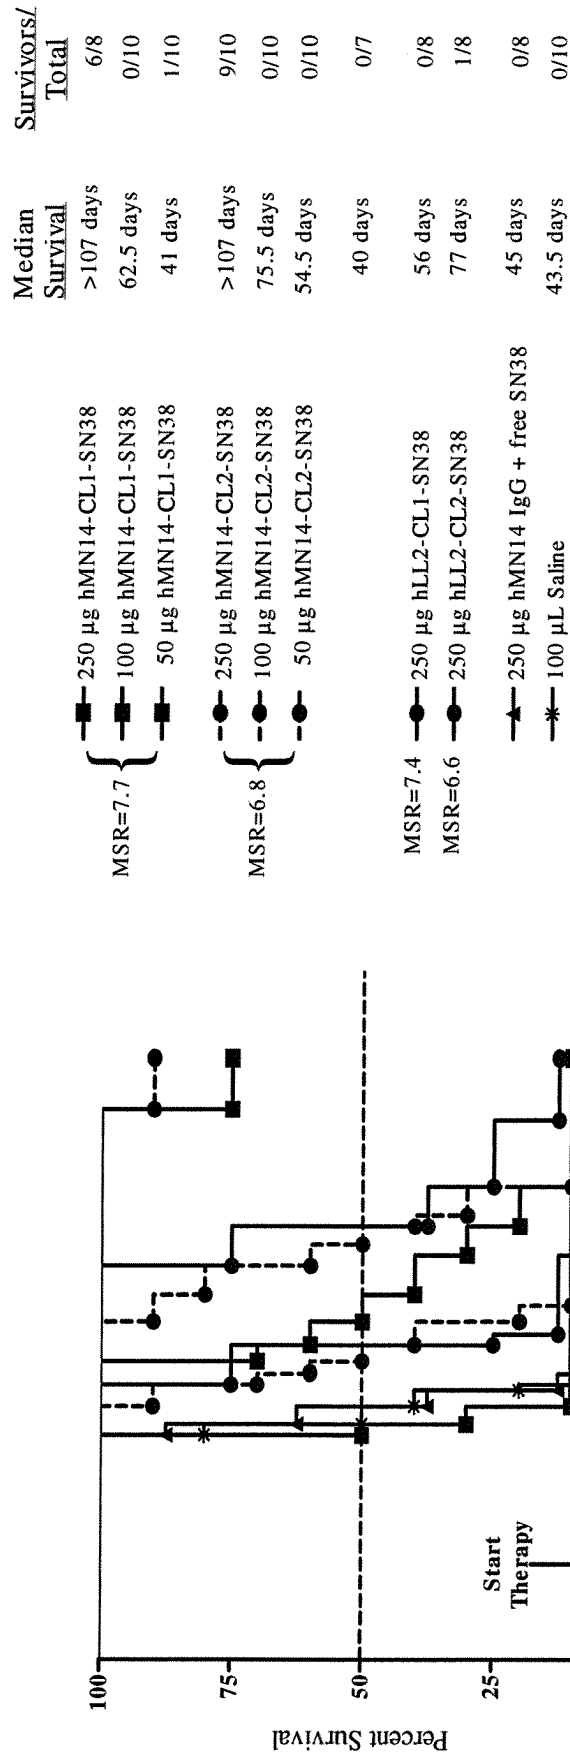 Percent Survival
100
75
50
25
Start
Therapy
Median Survivors/
Survival Total
250 µg hMN14-CL1-SN38 >107 days 6/8
MSR=7.7 100 µg hMN14-CL1-SN38 62.5 days 0/10
50 µg hMN14-CL1-SN38 41 days 1/10
250 µg hMN14-CL2-SN38 >107 days 9/10
MSR=6.8 100 µg hMN14-CL2-SN38 75.5 days 0/10
50 µg hMN14-CL2-SN38 54.5 days 0/10
40 days 0/7
MSR=7.4 250 µg hLL2-CL1-SN38 56 days 0/8
MSR=6.6 250 µg hLL2-CL2-SN38 77 days 1/8
250 µg hMN14 IgG + free SN38 45 days 0/8
100 µL Saline 43.5 days 0/10